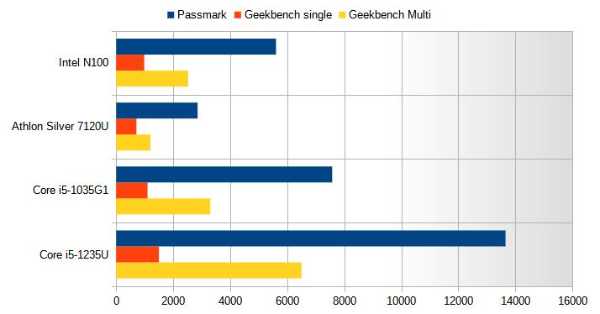 Passmark Geekbench single Geekbench Multi
Intel N100
Athlon Silver 7120U
Core i5-1035G1
Core i5-1235U
0 2000 4000 6000 8000 10000 12000 14000 16000